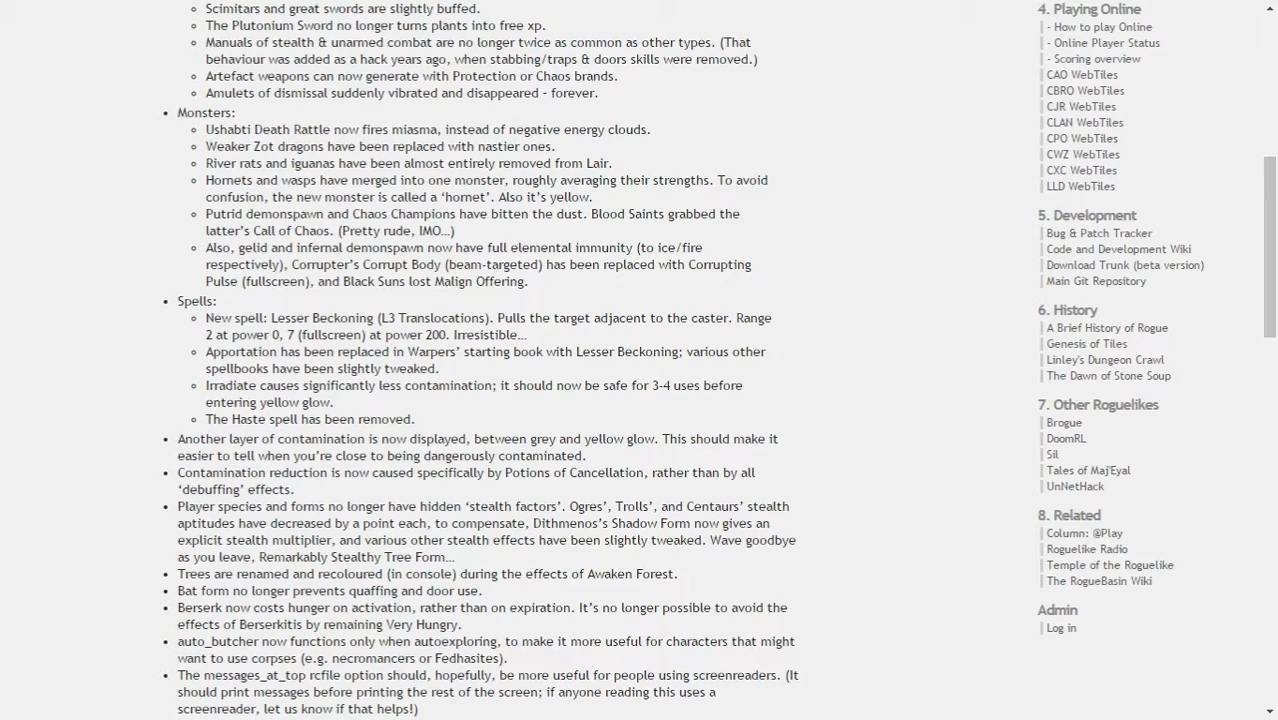 Scimitars and great swords are slightly buffed.
The Plutonium Sword no longer turns plants into free xp.
Manuals of stealth & unarmed combat are no longer twice as common as other types. (That
behaviour was added as a hack years ago, when stabbing/traps & doors skills were removed.)
Artefact weapons can now generate with Protection or Chaos brands.
Amulets of dismissal suddenly vibrated and disappeared – forever.
Monsters:
Ushabti Death Rattle now fires miasma, instead of negative energy clouds.
Weaker Zot dragons have been replaced with nastier ones.
River rats and iguanas have been almost entirely removed from Lair.
Hornets and wasps have merged into one monster, roughly averaging their strengths. To avoid
confusion, the new monster is called a ‘hornet’. Also it’s yellow.
Putrid demonspawn and Chaos Champions have bitten the dust. Blood Saints grabbed the
latter’s Call of Chaos. (Pretty rude, IMO…)
Also, gelid and infernal demonspawn now have full elemental immunity (to ice/fire
respectively), Corrupter’s Corrupt Body (beam-targeted) has been replaced with Corrupting
Pulse (fullscreen), and Black Suns lost Malign Offering.
Spells:
New spell: Lesser Beckoning (L3 Translocations). Pulls the target adjacent to the caster. Range
2 at power 0, 7 (fullscreen) at power 200. Irresistible…
Apportation has been replaced in Warpers’ starting book with Lesser Beckoning; various other
spellbooks have been slightly tweaked.
Irradiate causes significantly less contamination; it should now be safe for 3-4 uses before
entering yellow glow.
The Haste spell has been removed.
Another layer of contamination is now displayed, between grey and yellow glow. This should make it
easier to tell when you’re close to being dangerously contaminated.
Contamination reduction is now caused specifically by Potions of Cancellation, rather than by all
‘debuffing’ effects.
Player species and forms no longer have hidden ‘stealth factors’. Ogres’, Trolls’, and Centaurs’ stealth
aptitudes have decreased by a point each, to compensate, Dithmenos’s Shadow Form now gives an
explicit stealth multiplier, and various other stealth effects have been slightly tweaked. Wave goodbye
as you leave, Remarkably Stealthy Tree Form…
Trees are renamed and recoloured (in console) during the effects of Awaken Forest.
Bat form no longer prevents quaffing and door use.
Berserk now costs hunger on activation, rather than on expiration. It’s no longer possible to avoid the
effects of Berserkitis by remaining Very Hungry.
auto_butcher now functions only when autoexploring, to make it more useful for characters that might
want to use corpses (e.g. necromancers or Fedhasites).
The messages_at_top rcfile option should, hopefully, be more useful for people using screenreaders. (It
should print messages before printing the rest of the screen; if anyone reading this uses a
screenreader, let us know if that helps!)
4. Playing Online
- How to play Online
- Online Player Status
- Scoring overview
CAO WebTiles
CBRO WebTiles
CJR WebTiles
CLAN WebTiles
CPO WebTiles
CWZ WebTiles
CXC WebTiles
LLD WebTiles
5. Development
Bug & Patch Tracker
Code and Development Wiki
Download Trunk (beta version)
Main Git Repository
6. History
A Brief History of Rogue
Genesis of Tiles
Linley's Dungeon Crawl
The Dawn of Stone Soup
7. Other Roguelikes
Brogue
DoomRL
Sil
Tales of Maj'Eyal
UnNetHack
8. Related
Column: @Play
Roguelike Radio
Temple of the Roguelike
The RogueBasin Wiki
Admin
Log in